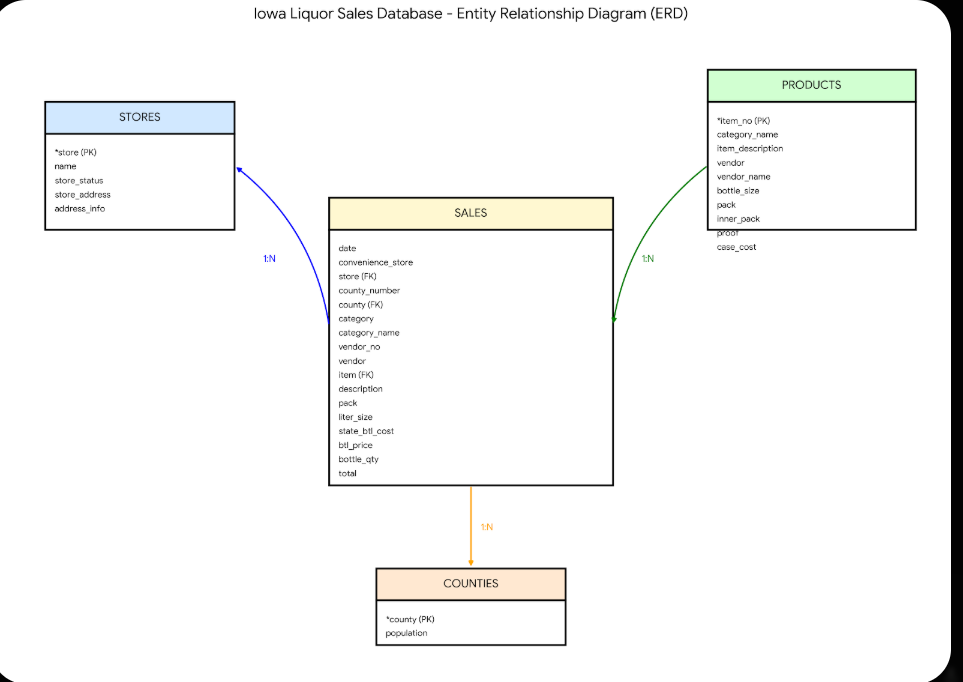 Iowa Liquor Sales Database - Entity Relationship Diagram (ERD)
STORES
*store (PK)
name
store_status
store_address
address_info
1:N
SALES
date
convenience_store
store (FK)
county_number
county (FK)
category
category_name
vendor_no
vendor
item (FK)
description
pack
liter_size
state_btl_cost
btl_price
bottle_qty
total
PRODUCTS
*item_no (PK)
category_name
item_description
vendor
vendor_name
bottle_size
pack
inner_pack
proof
case_cost
1:N
1:N
COUNTIES
*county (PK)
population